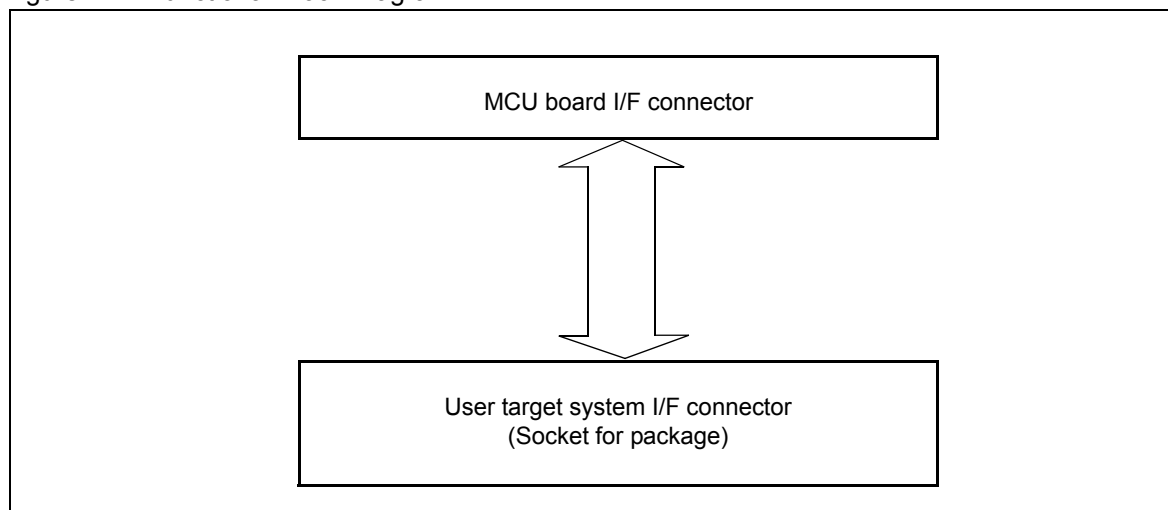 MCU board I/F connector
User target system I/F connector
(Socket for package)